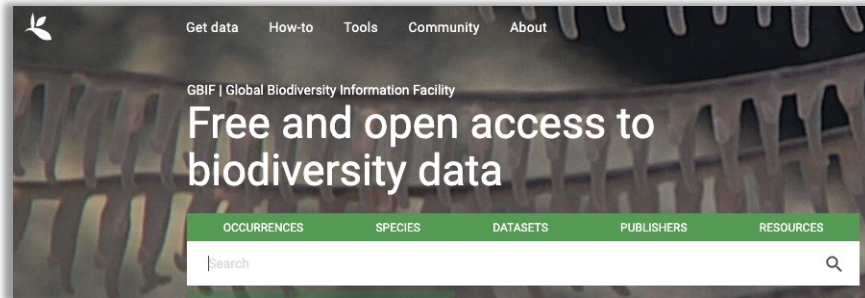 Get data How-to Tools Community About
GBIF | Global Biodiversity Information Facility
Free and open access to
biodiversity data
OCCURRENCES SPECIES DATASETS PUBLISHERS RESOURCES
Search